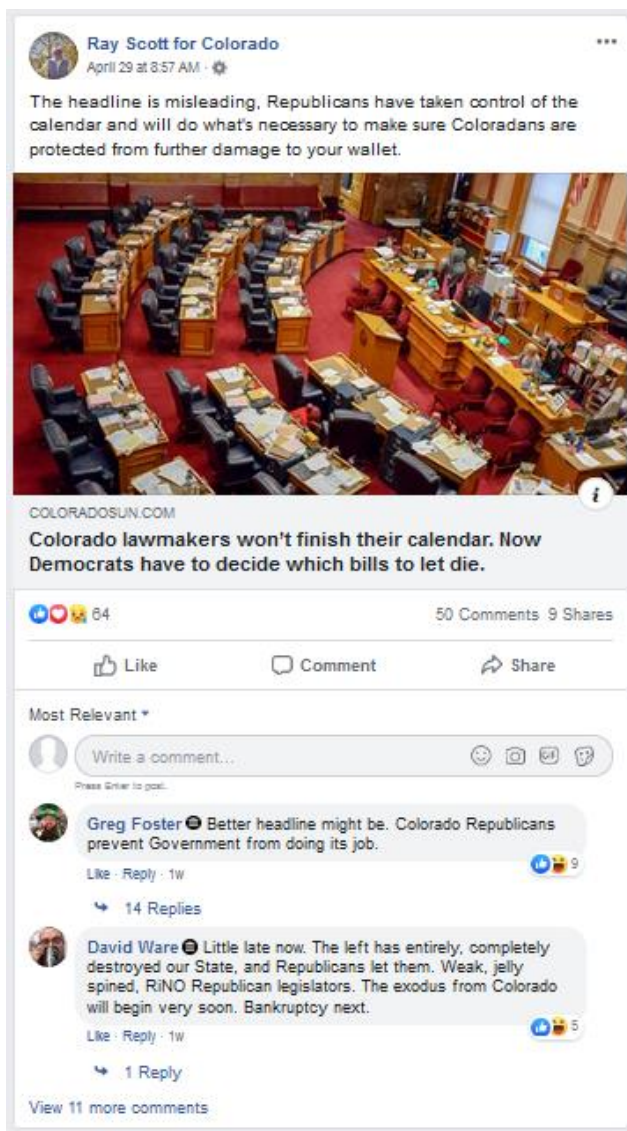 Ray Scott for Colorado
April 29 at 8:57 AM ·
The headline is misleading, Republicans have taken control of the
calendar and will do what's necessary to make sure Coloradans are
protected from further damage to your wallet.
i
COLORADOSUN.COM
Colorado lawmakers won't finish their calendar. Now
Democrats have to decide which bills to let die.
64 50 Comments 9 Shares
Like Comment Share
Most Relevant
Write a comment... GIF
Press Enter to post.
Greg Foster Better headline might be. Colorado Republicans
prevent Government from doing its job.
9
Like · Reply · 1w
14 Replies
David Ware Little late now. The left has entirely, completely
destroyed our State, and Republicans let them. Weak, jelly
spined, RiNO Republican legislators. The exodus from Colorado
will begin very soon. Bankruptcy next.
5
Like · Reply · 1w
1 Reply
View 11 more comments